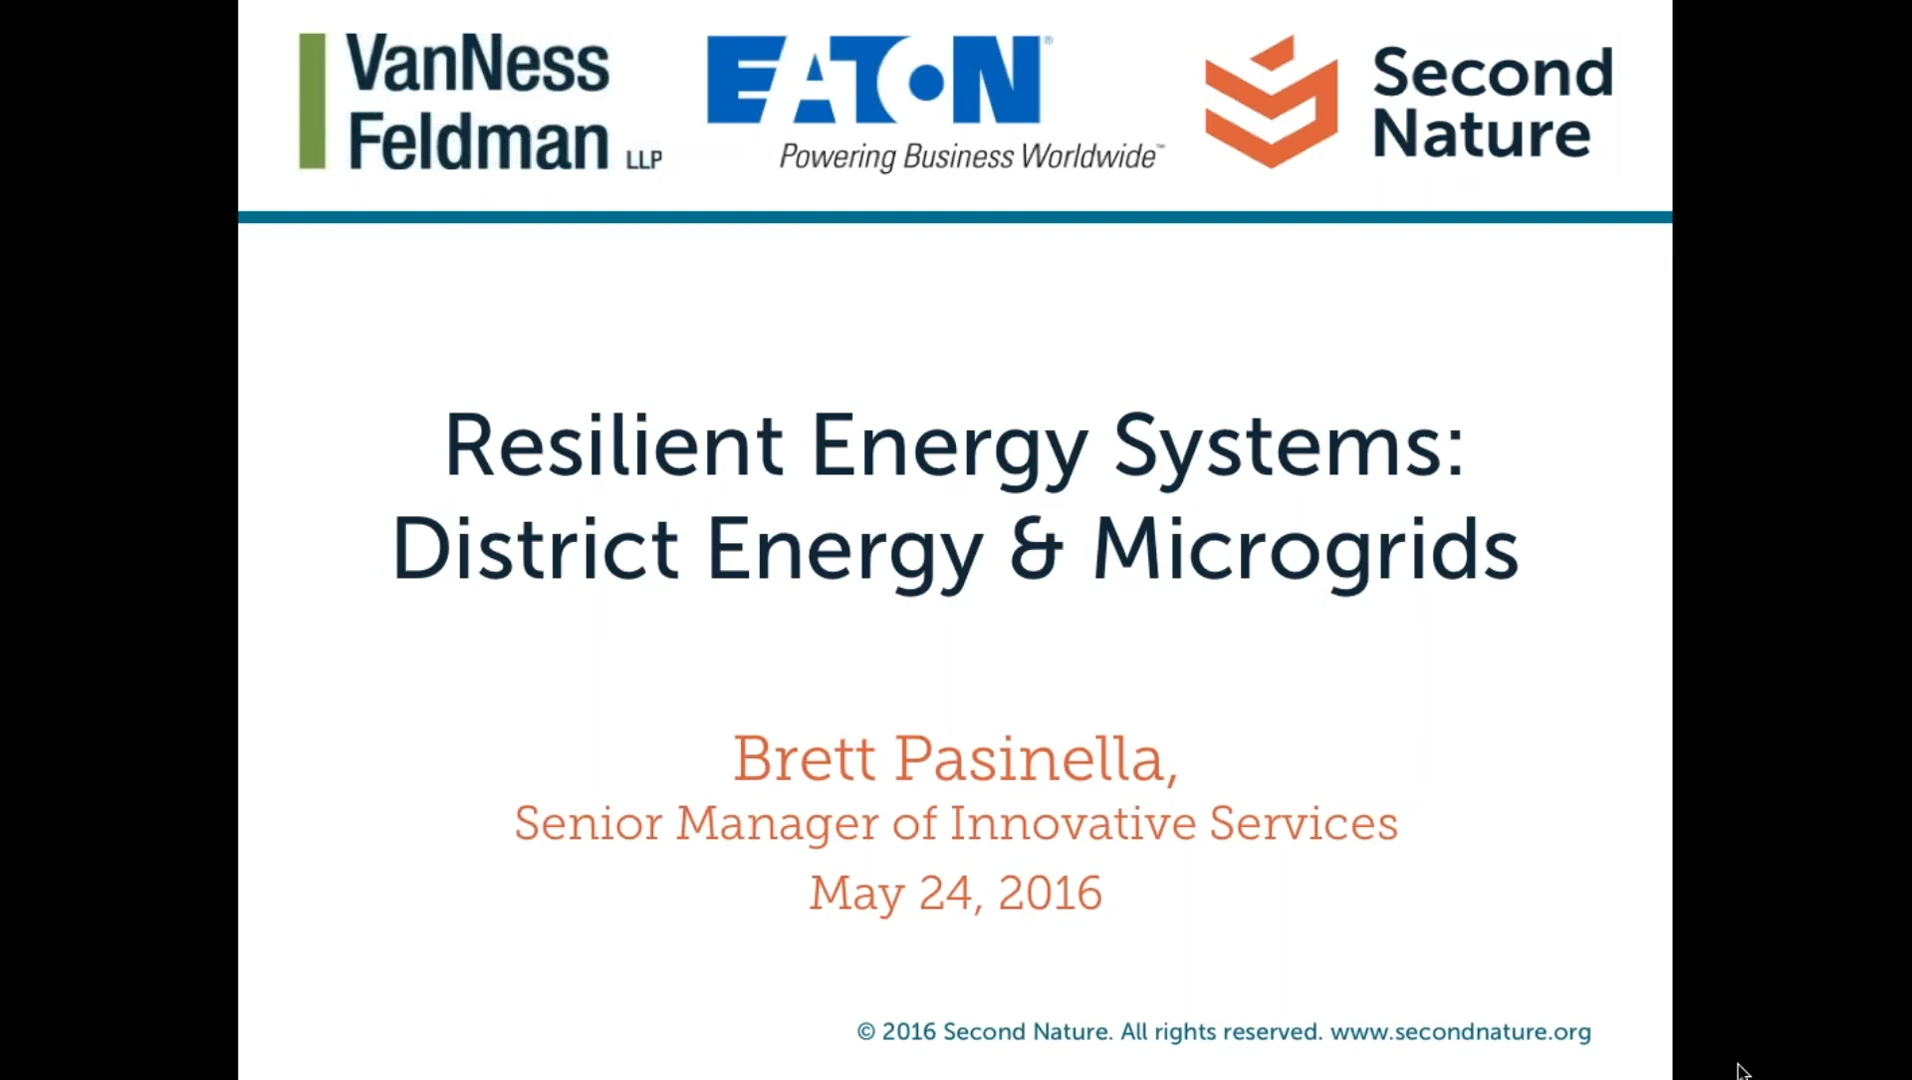 VanNess
Feldman LLP
EATON®
Powering Business Worldwide™
Second
Nature
Resilient Energy Systems:
District Energy & Microgrids
Brett Pasinella,
Senior Manager of Innovative Services
May 24, 2016
© 2016 Second Nature. All rights reserved. www.secondnature.org